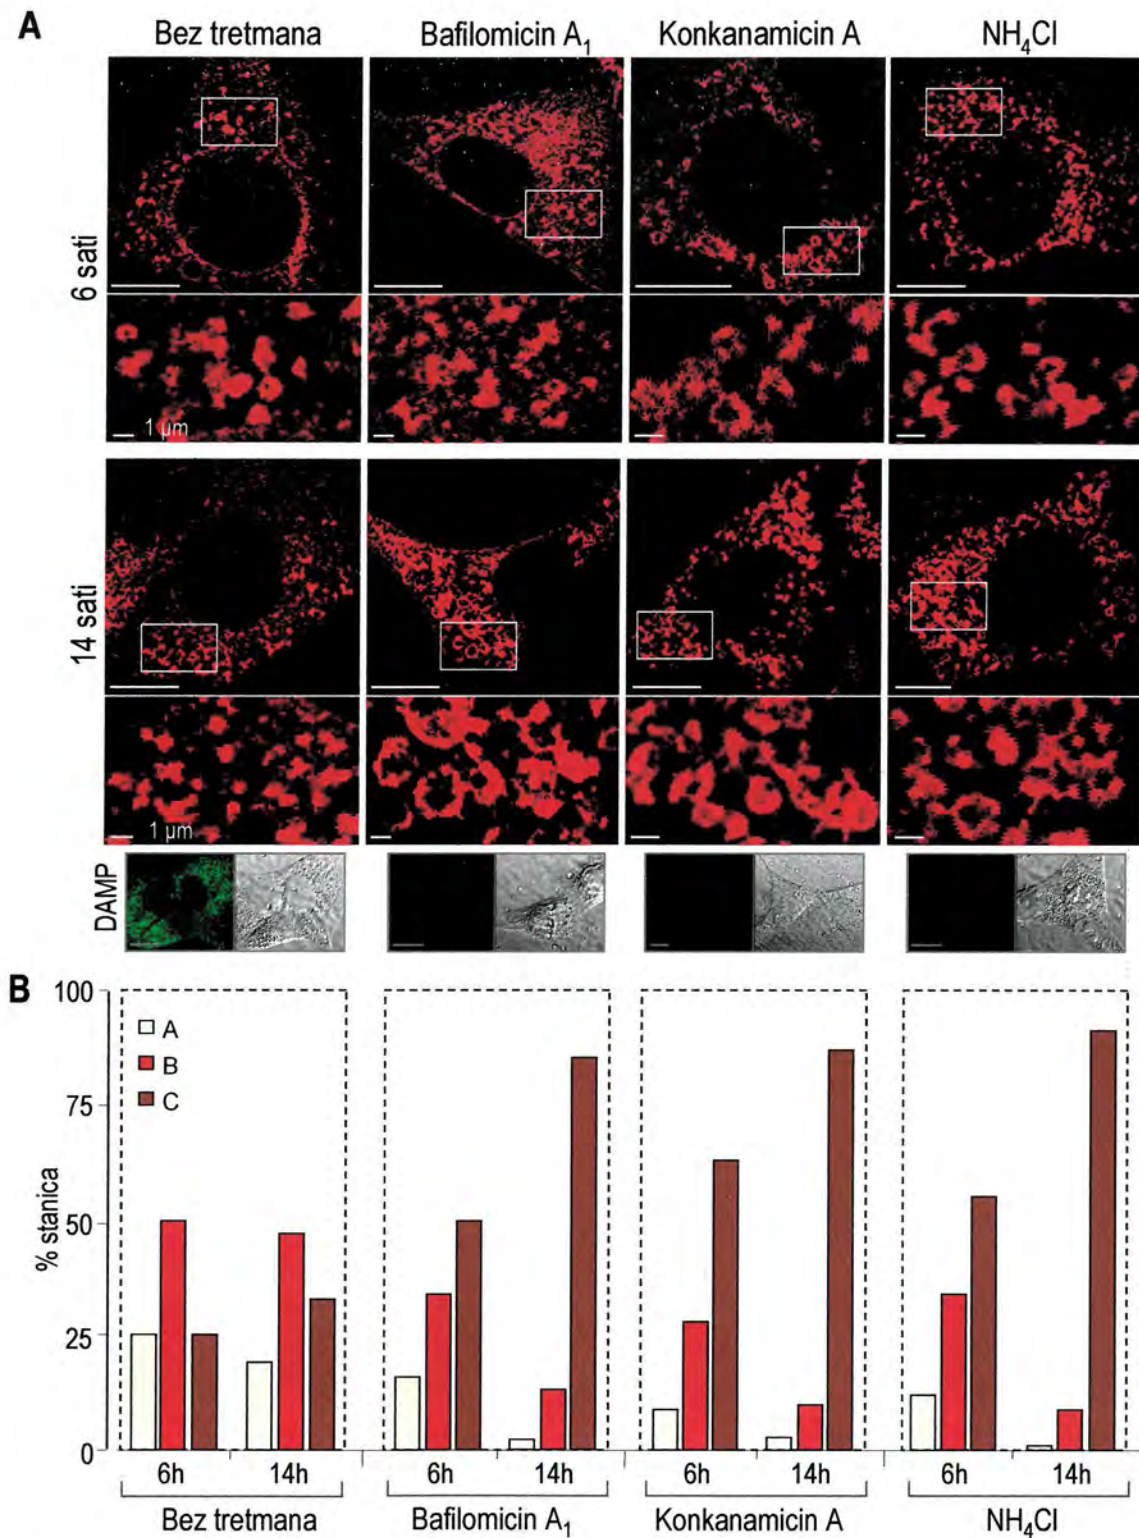 A
Bez tretmana
Bafilomicin A₁
Konkanamicin A
NH₄Cl
6 sati
1 µm
14 sati
1 µm
DAMP
B
100
75
50
25
0
% stanica
A
B
C
6h 14h 6h 14h 6h 14h 6h 14h
Bez tretmana Bafilomicin A₁ Konkanamicin A NH₄Cl